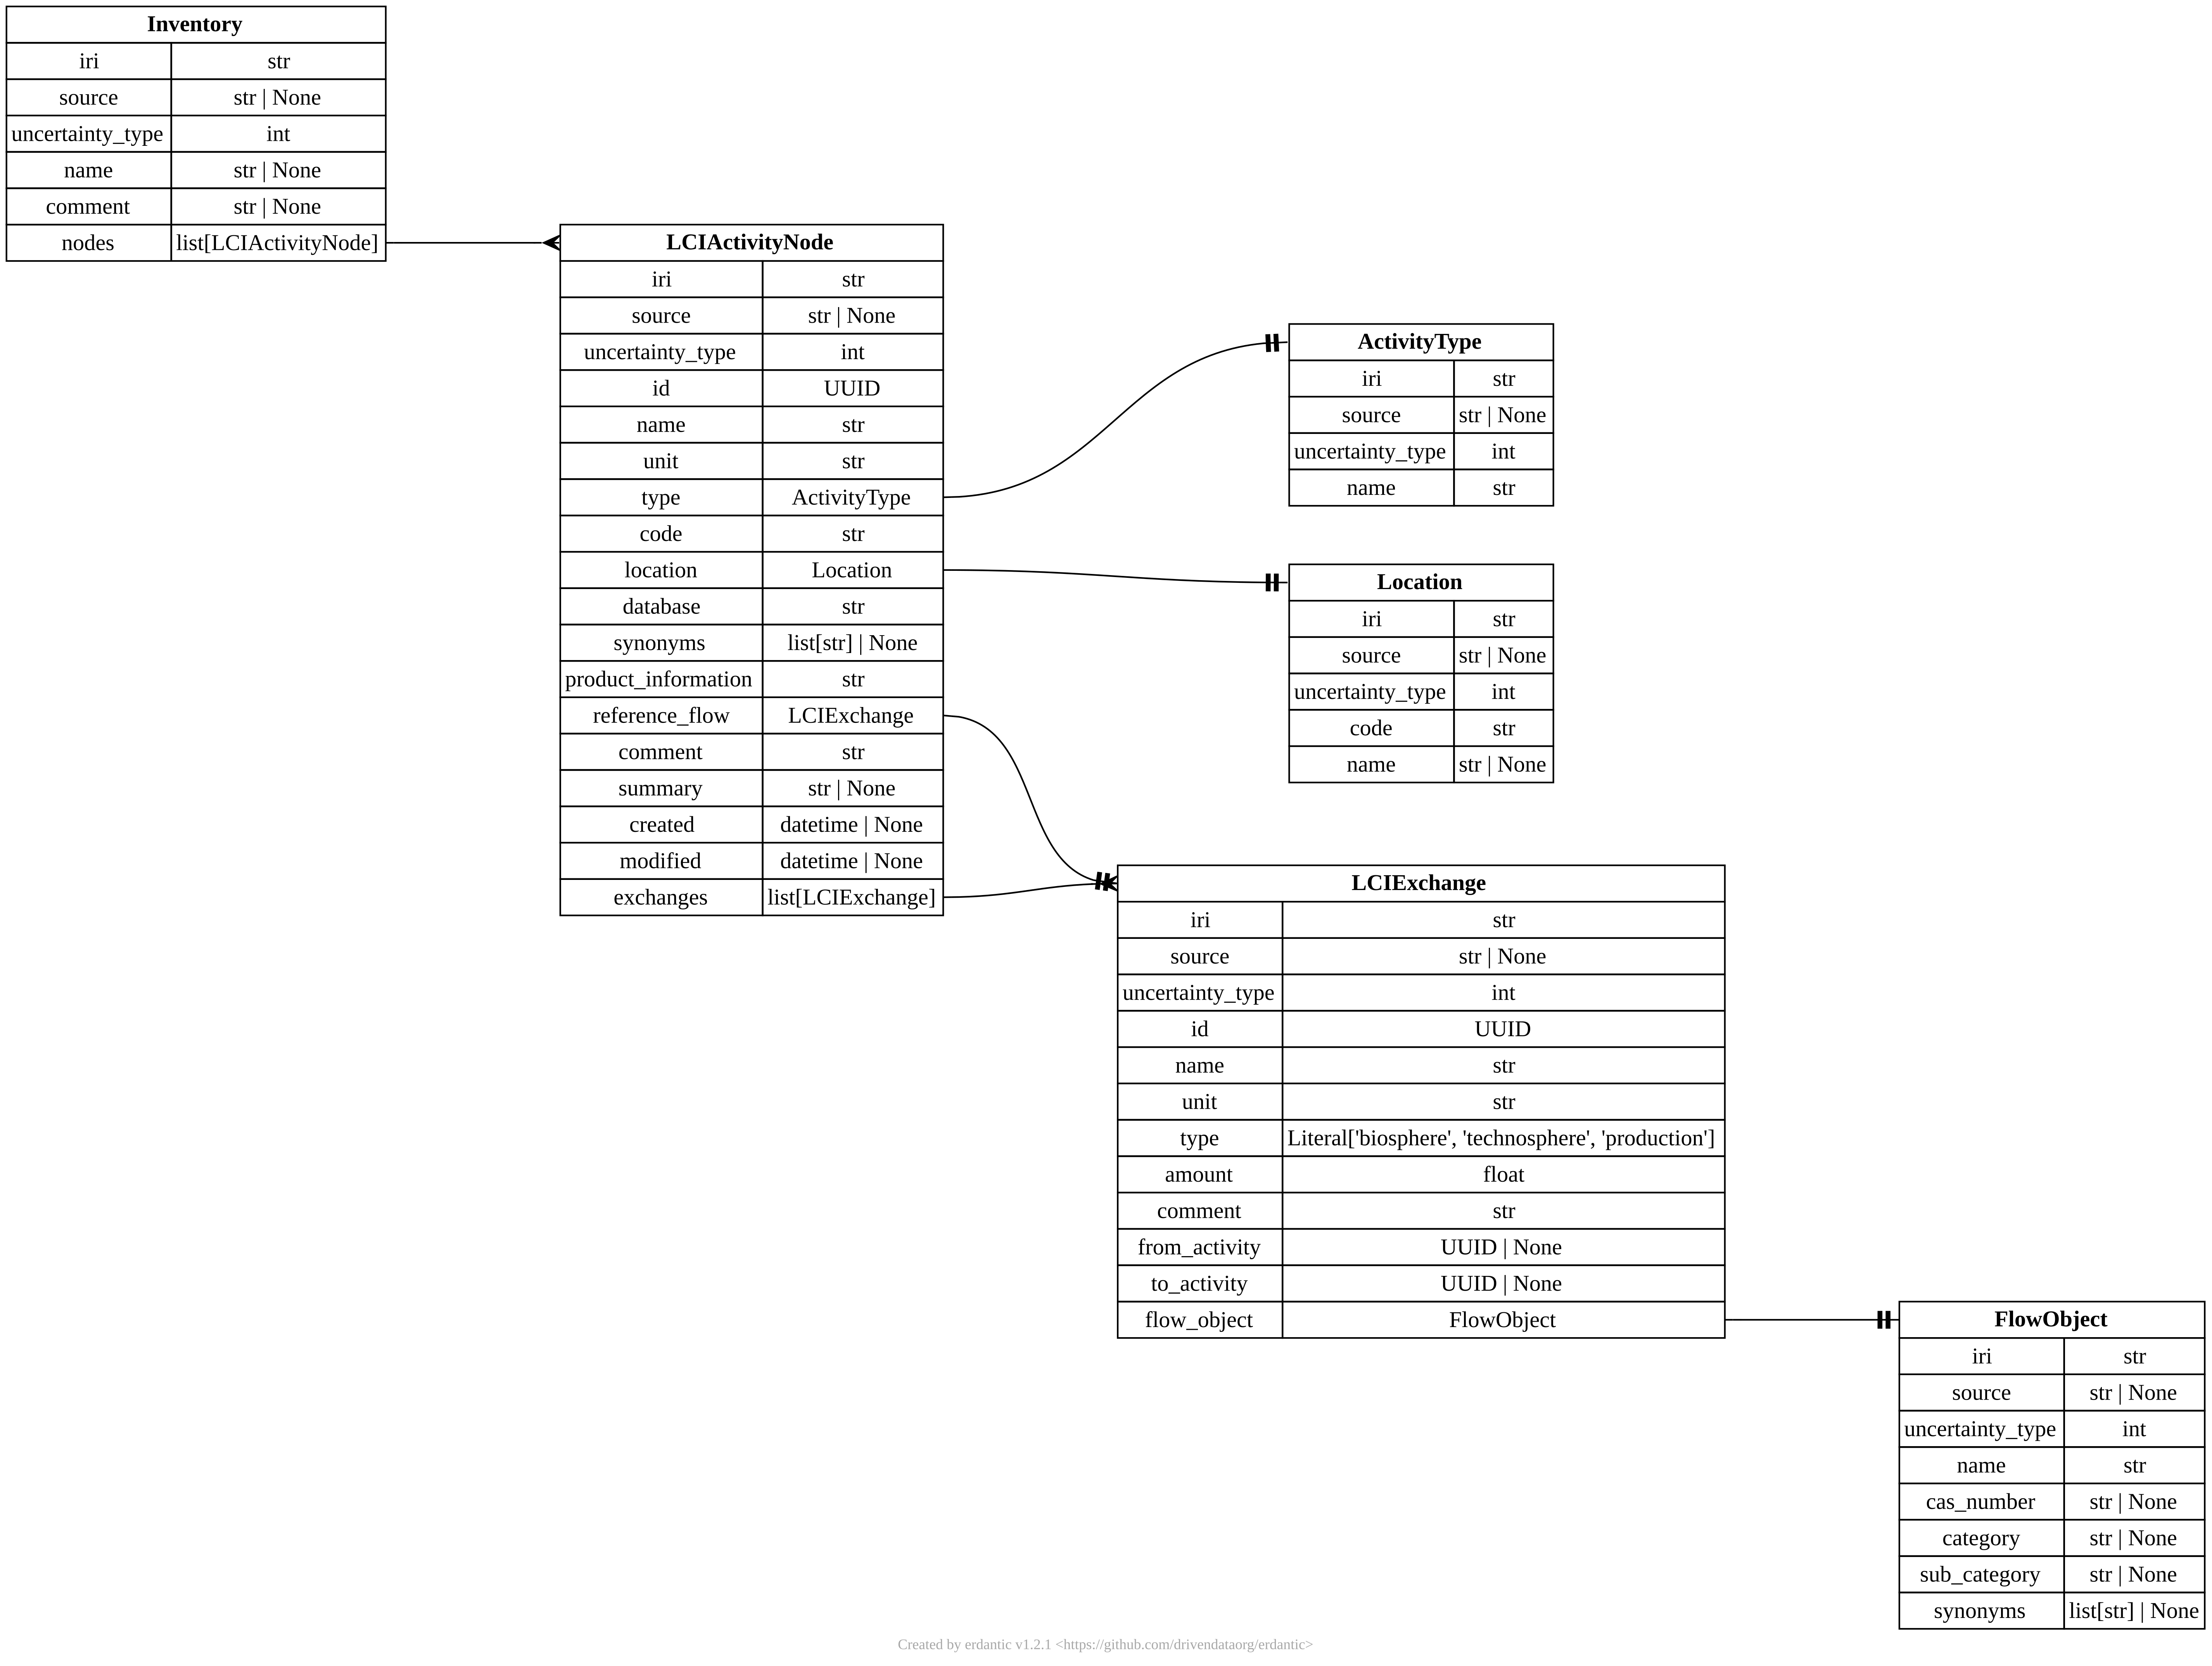 Inventory
iri str
source str | None
uncertainty_type int
name str | None
comment str | None
nodes list[LCIActivityNode]
LCIActivityNode
iri str
source str | None
uncertainty_type int
id UUID
name str
unit str
type ActivityType
code str
location Location
database str
synonyms list[str] | None
product_information str
reference_flow LCIExchange
comment str
summary str | None
created datetime | None
modified datetime | None
exchanges list[LCIExchange]
ActivityType
iri str
source str | None
uncertainty_type int
name str
Location
iri str
source str | None
uncertainty_type int
code str
name str | None
LCIExchange
iri str
source str | None
uncertainty_type int
id UUID
name str
unit str
type Literal['biosphere', 'technosphere', 'production']
amount float
comment str
from_activity UUID | None
to_activity UUID | None
flow_object FlowObject
FlowObject
iri str
source str | None
uncertainty_type int
name str
cas_number str | None
category str | None
sub_category str | None
synonyms list[str] | None
Created by erdantic v1.2.1 <https://github.com/drivendataorg/erdantic>